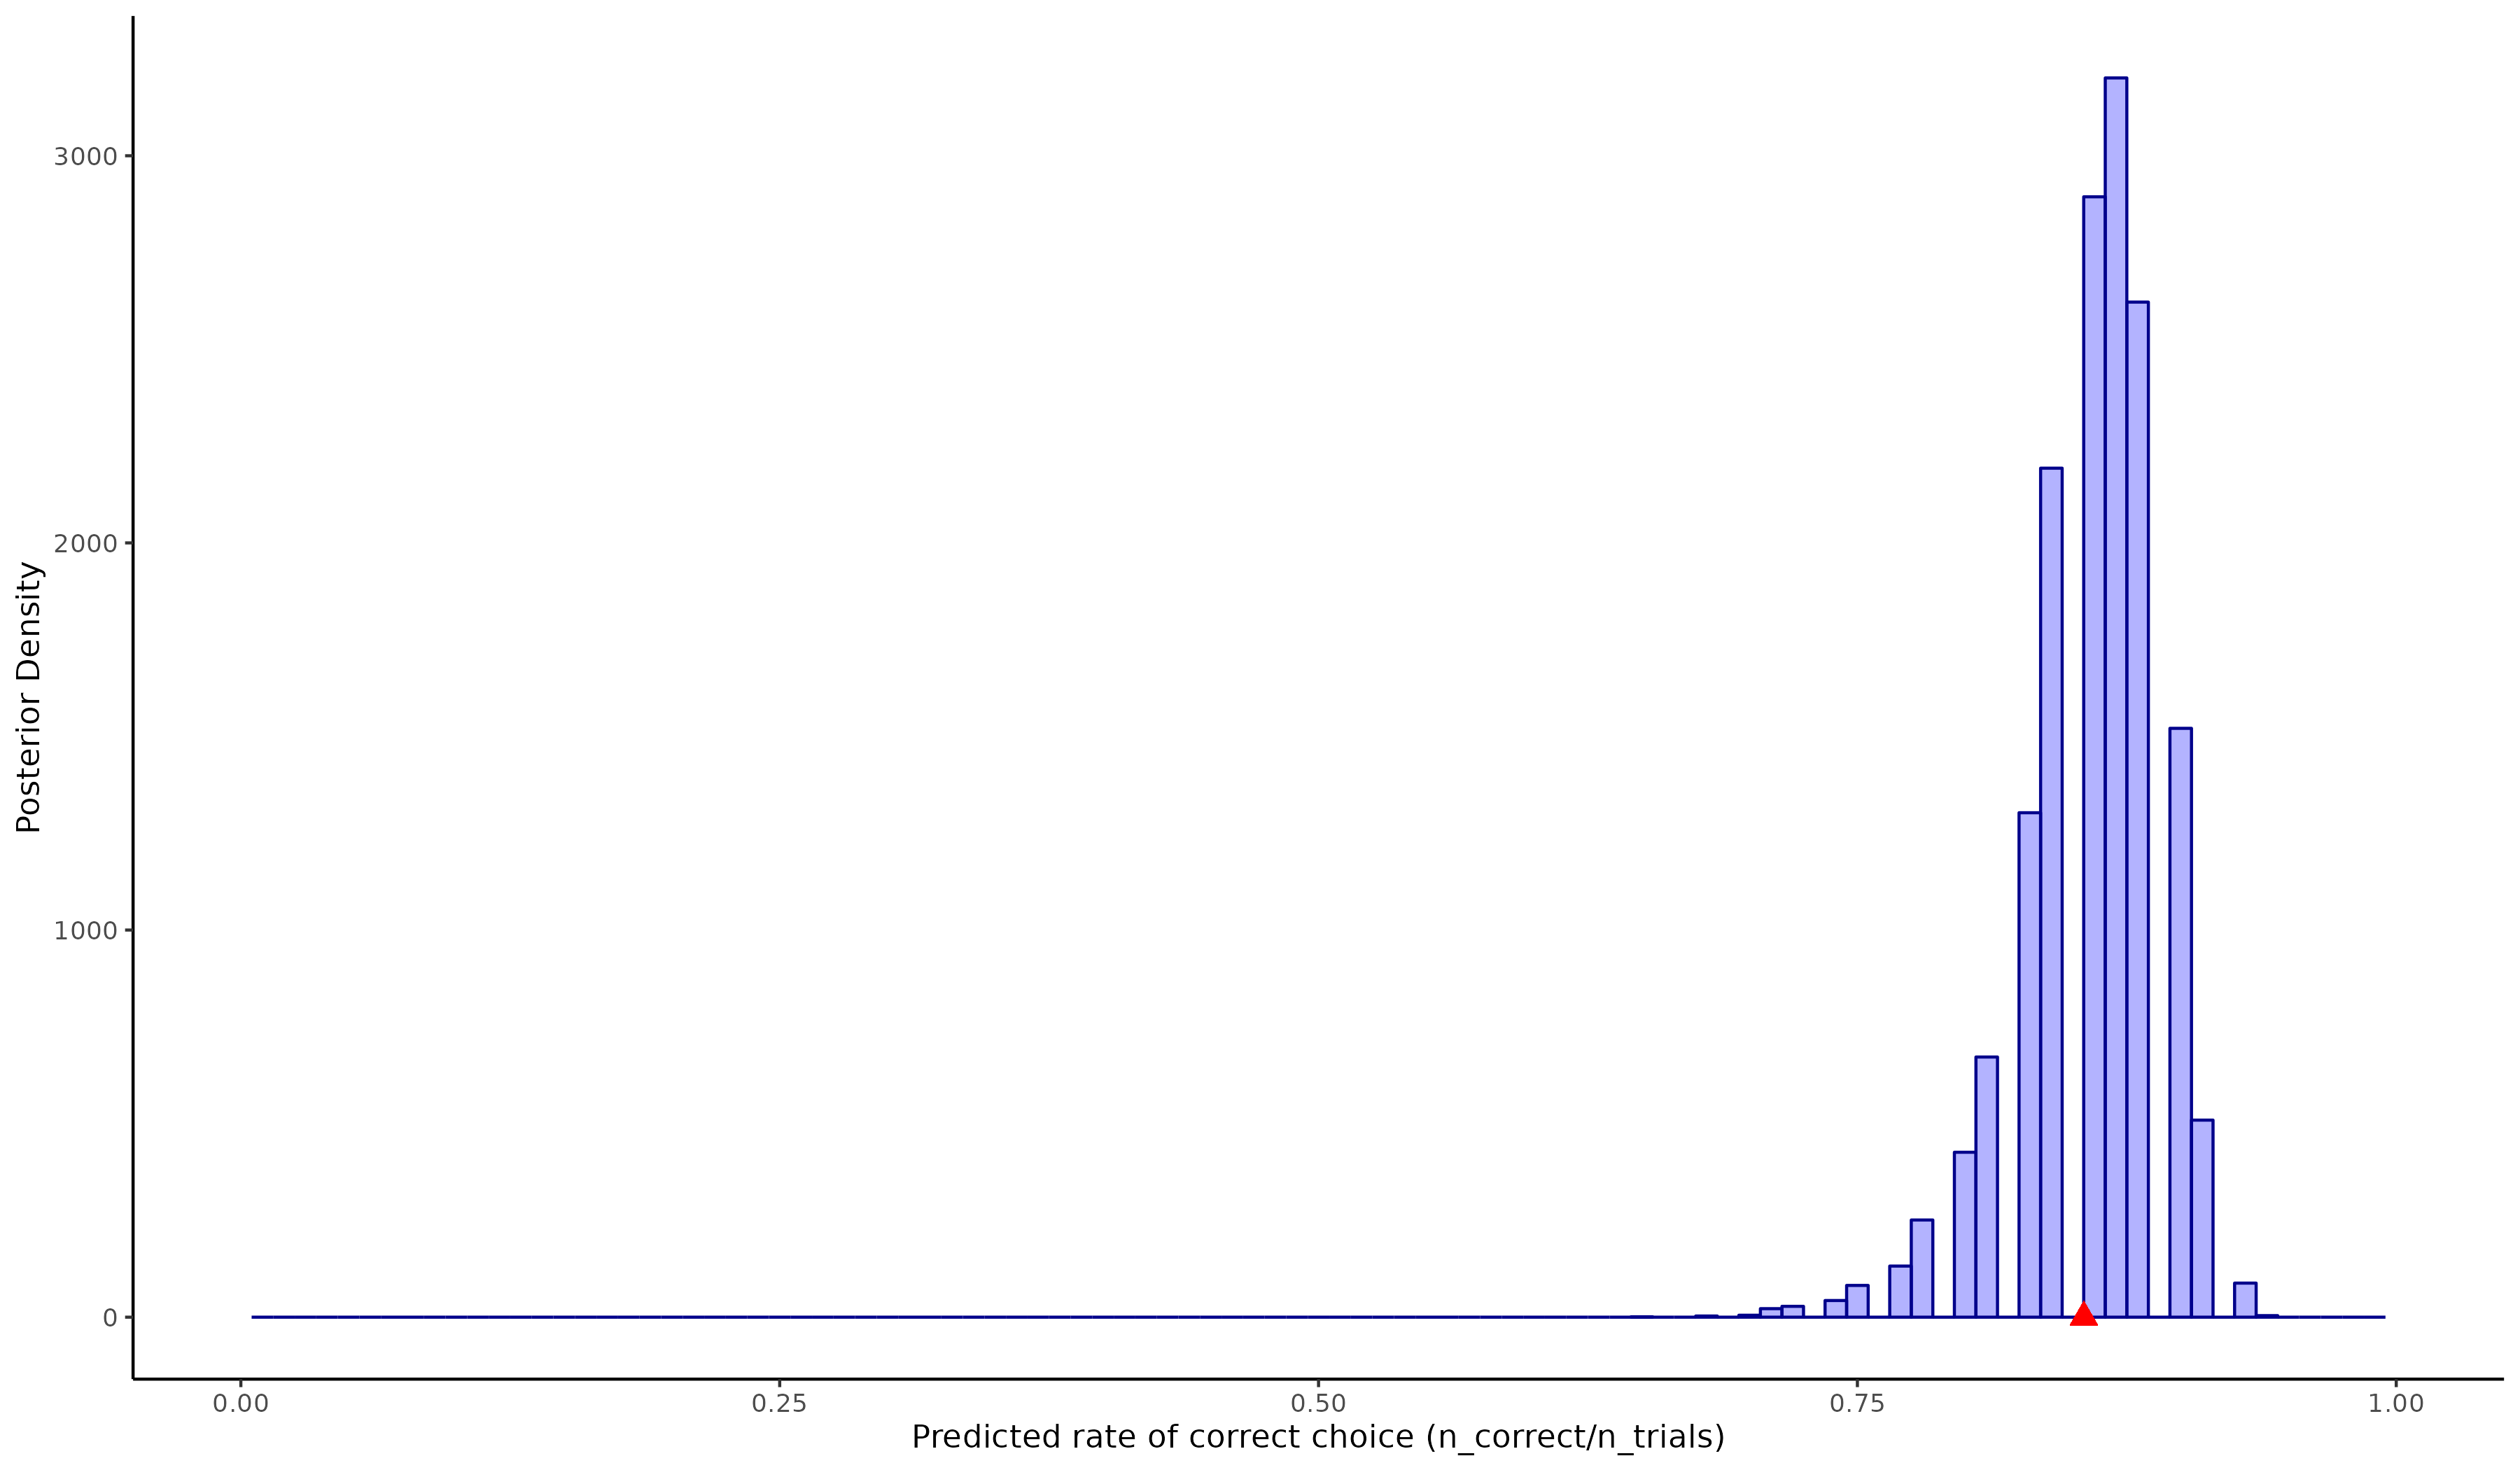 3000
2000
1000
0
Posterior Density
0.00 0.25 0.50 0.75 1.00
Predicted rate of correct choice (n_correct/n_trials)